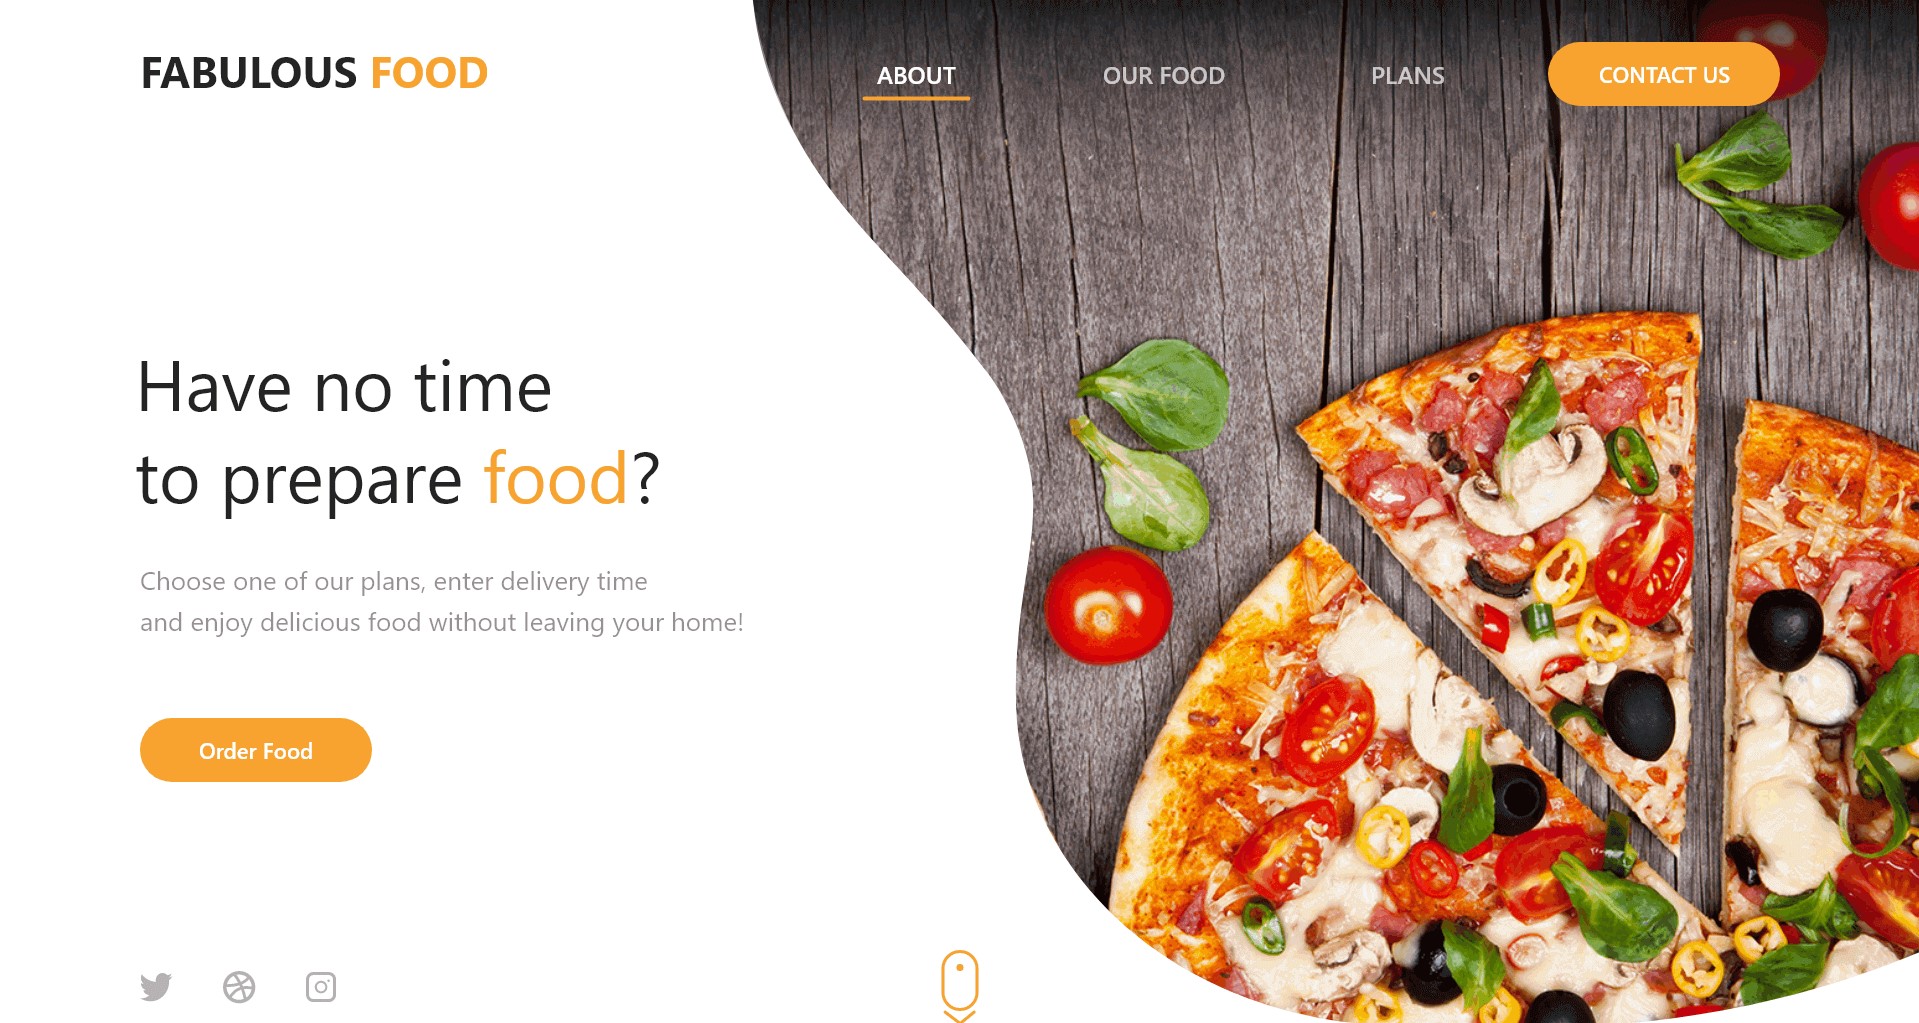 FABULOUS FOOD
ABOUT
OUR FOOD
PLANS
CONTACT US
Have no time
to prepare food?
Choose one of our plans, enter delivery time
and enjoy delicious food without leaving your home!
Order Food